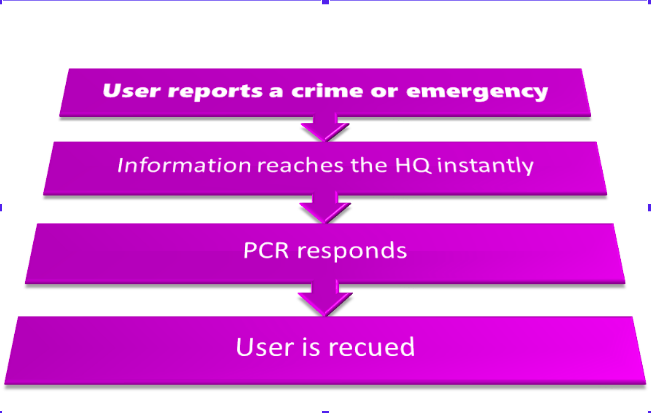 User reports a crime or emergency
Information reaches the HQ instantly
PCR responds
User is recued